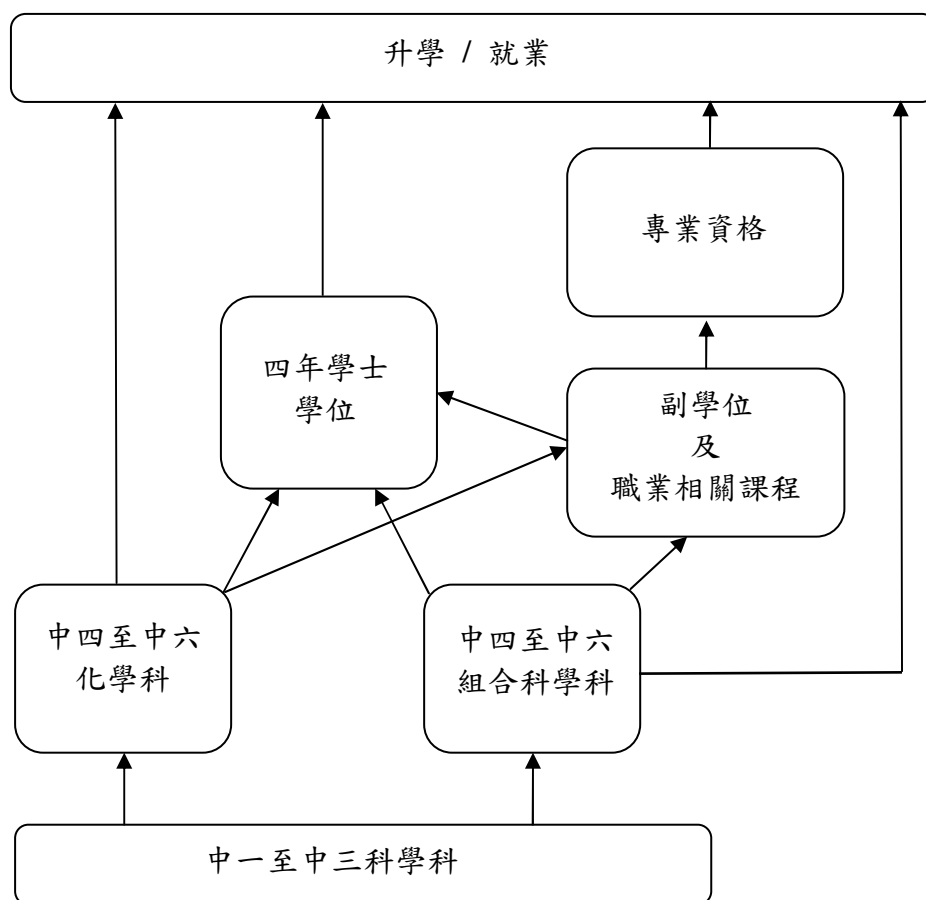 升學 / 就業
專業資格
四年學士
學位
副學位
及
職業相關課程
中四至中六
化學科
中四至中六
組合科學科
中一至中三科學科